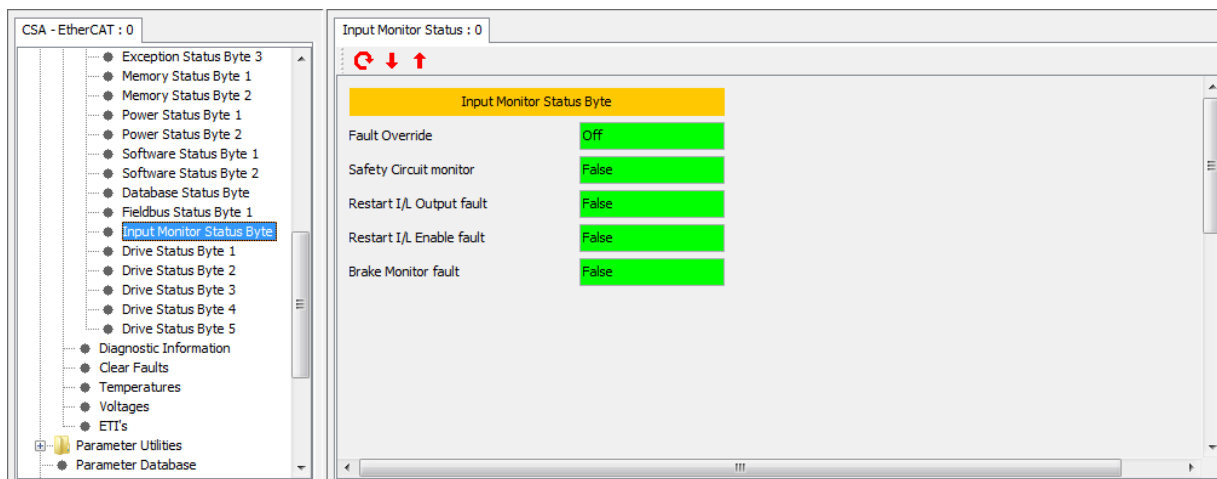 CSA - EtherCAT : 0
Exception Status Byte 3
Memory Status Byte 1
Memory Status Byte 2
Power Status Byte 1
Power Status Byte 2
Software Status Byte 1
Software Status Byte 2
Database Status Byte
Fieldbus Status Byte 1
Input Monitor Status Byte
Drive Status Byte 1
Drive Status Byte 2
Drive Status Byte 3
Drive Status Byte 4
Drive Status Byte 5
Diagnostic Information
Clear Faults
Temperatures
Voltages
ETI's
Parameter Utilities
Parameter Database
Input Monitor Status : 0
Input Monitor Status Byte
Fault Override Off
Safety Circuit monitor False
Restart I/L Output fault False
Restart I/L Enable fault False
Brake Monitor fault False